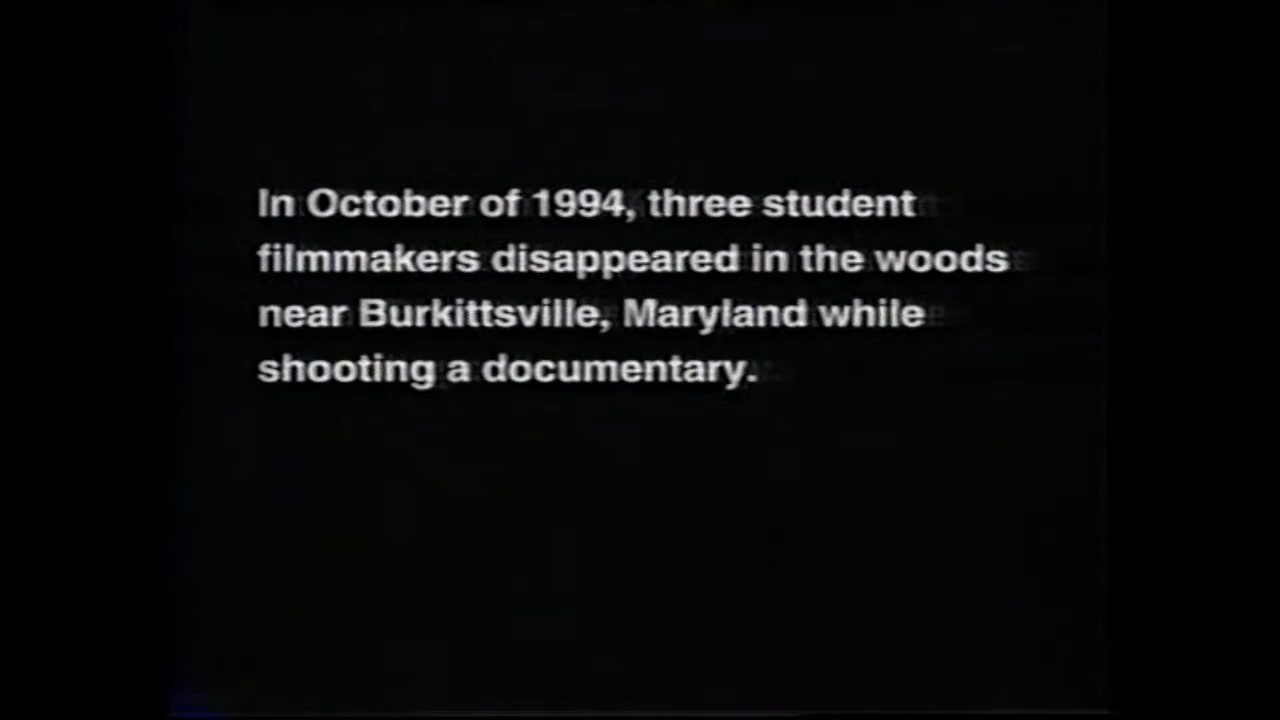 In October of 1994, three student
filmmakers disappeared in the woods
near Burkittsville, Maryland while
shooting a documentary.